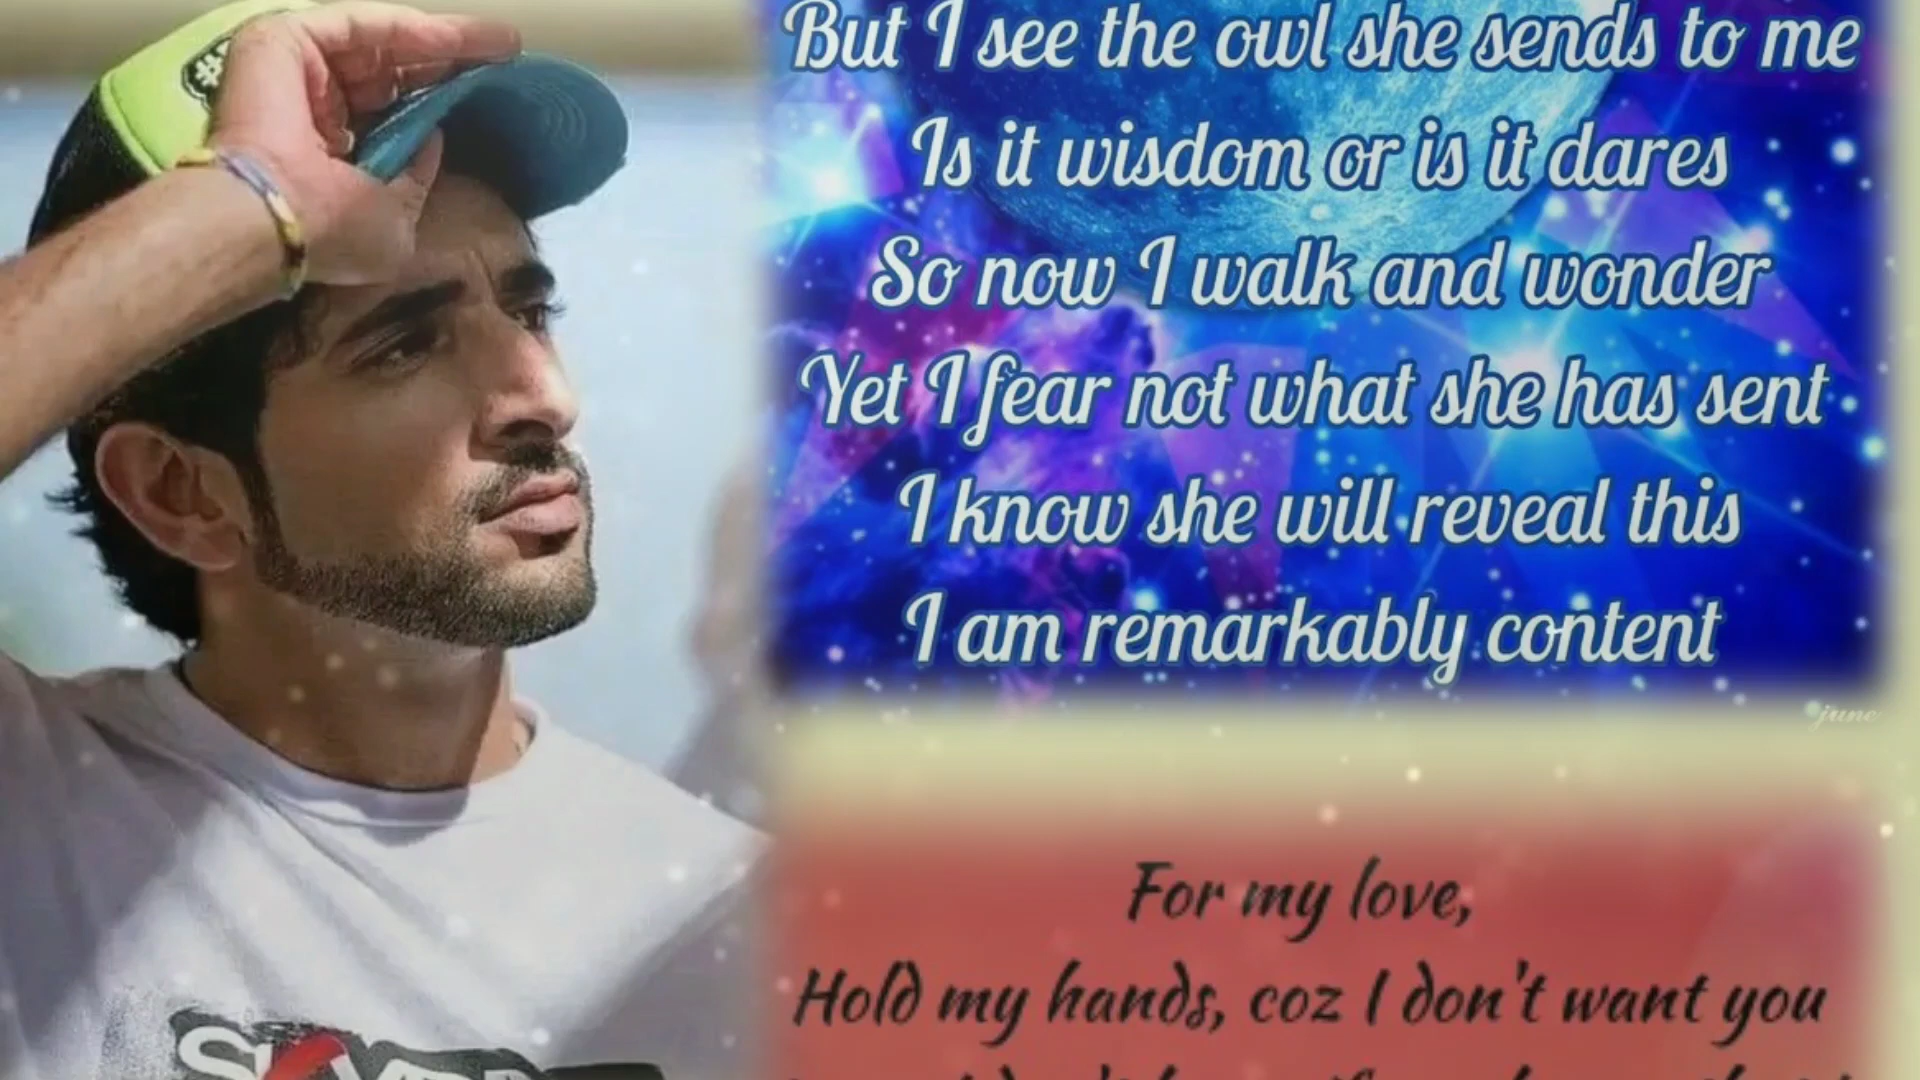 But I see the owl she sends to me
Is it wisdom or is it dares
So now I walk and wonder
Yet I fear not what she has sent
I know she will reveal this
I am remarkably content
june
For my love,
Hold my hands, coz I don't want you